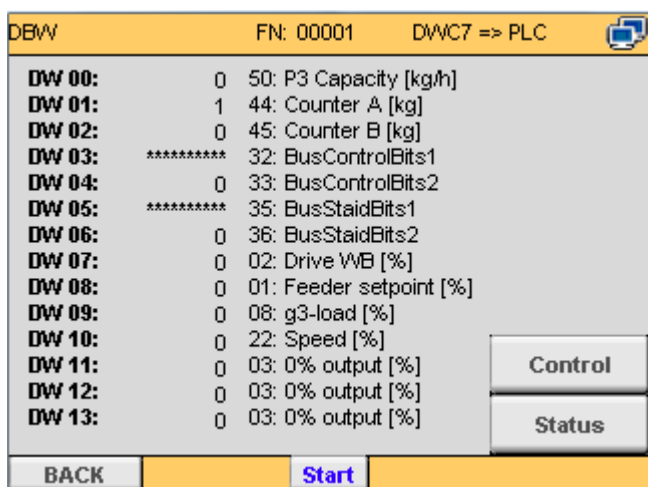 DBW FN: 00001 DWC7 => PLC
DW 00: 0 50: P3 Capacity [kg/h]
DW 01: 1 44: Counter A [kg]
DW 02: 0 45: Counter B [kg]
DW 03: ********** 32: BusControlBits1
DW 04: 0 33: BusControlBits2
DW 05: ********** 35: BusStaidBits1
DW 06: 0 36: BusStaidBits2
DW 07: 0 02: Drive WB [%]
DW 08: 0 01: Feeder setpoint [%]
DW 09: 0 08: g3-load [%]
DW 10: 0 22: Speed [%]
DW 11: 0 03: 0% output [%]
DW 12: 0 03: 0% output [%]
DW 13: 0 03: 0% output [%]
Control
Status
BACK Start